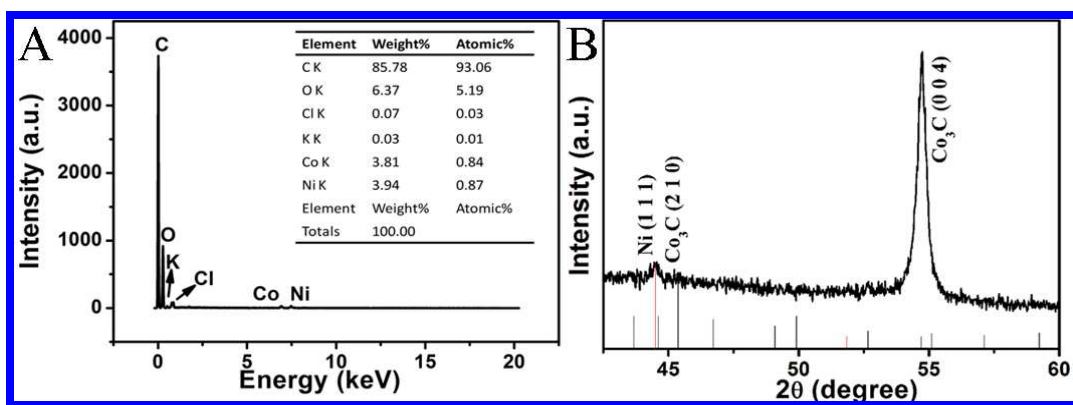 A
Intensity (a.u.)
4000
3000
2000
1000
0
C
O
K
Cl
Co Ni
Element Weight% Atomic%
C K 85.78 93.06
O K 6.37 5.19
Cl K 0.07 0.03
K K 0.03 0.01
Co K 3.81 0.84
Ni K 3.94 0.87
Element Weight% Atomic%
Totals 100.00
0 5 10 15 20
Energy (keV)
B
Intensity (a.u.)
Ni (1 1 1)
Co₃C (2 1 0)
Co₃C (0 0 4)
45 50 55 60
2θ (degree)